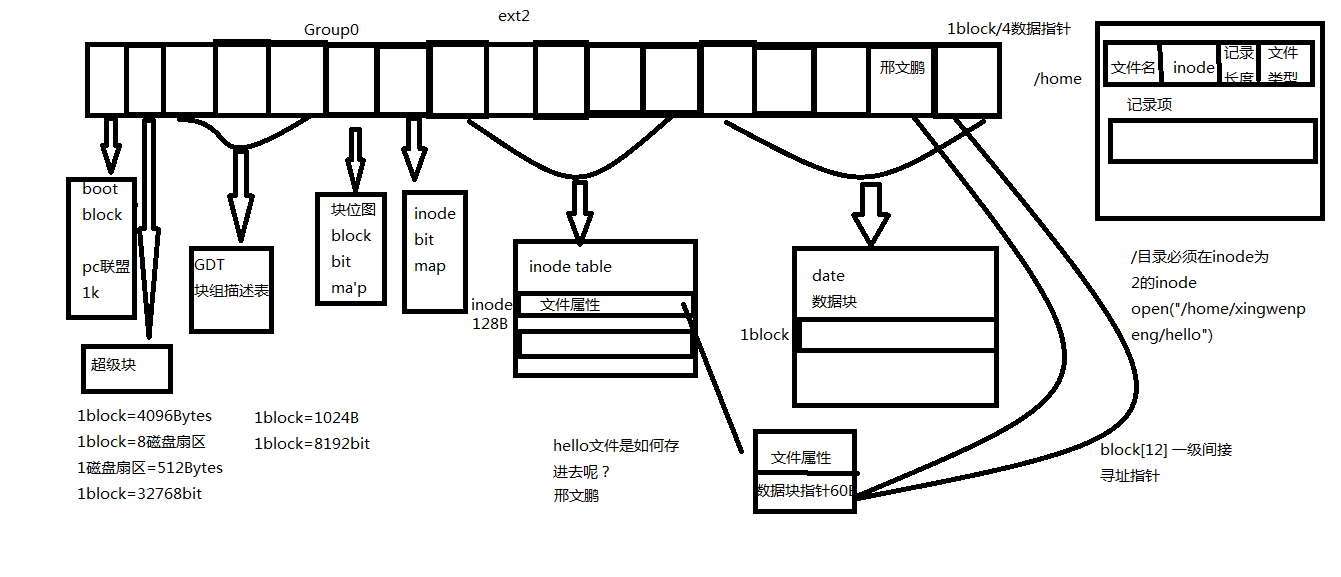 ext2
Group0
1block/4数据指针
邢文鹏
/home
文件名
inode
记录
长度
文件
类型
记录项
boot
block
pc联盟
1k
GDT
块组描述表
块位图
block
bit
ma'p
inode
bit
map
inode table
inode
128B
文件属性
date
数据块
1block
/目录必须在inode为
2的inode
open("/home/xingwenp
eng/hello")
超级块
1block=4096Bytes
1block=8磁盘扇区
1磁盘扇区=512Bytes
1block=32768bit
1block=1024B
1block=8192bit
hello文件是如何存
进去呢？
邢文鹏
文件属性
数据块指针60B
block[12] 一级间接
寻址指针